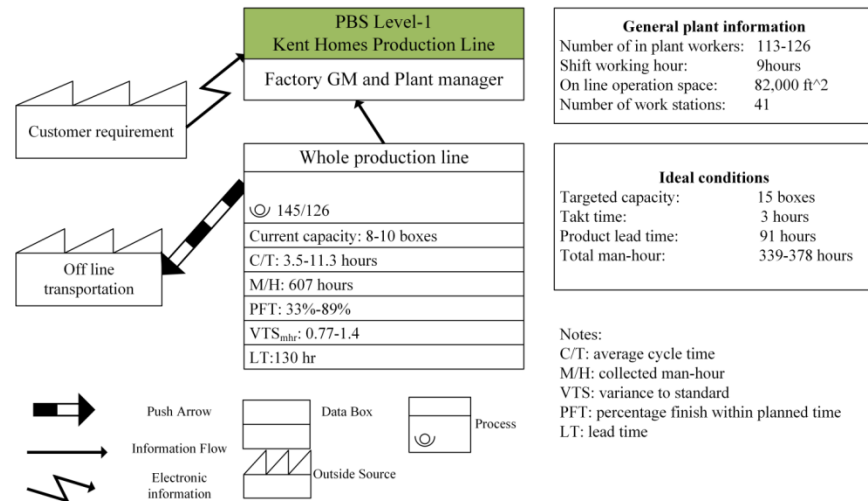 PBS Level-1
Kent Homes Production Line
Factory GM and Plant manager
Customer requirement
Whole production line
145/126
Current capacity: 8-10 boxes
C/T: 3.5-11.3 hours
M/H: 607 hours
PFT: 33%-89%
VTSmhr: 0.77-1.4
LT:130 hr
Off line
transportation
General plant information
Number of in plant workers: 113-126
Shift working hour: 9hours
On line operation space: 82,000 ft^2
Number of work stations: 41
Ideal conditions
Targeted capacity: 15 boxes
Takt time: 3 hours
Product lead time: 91 hours
Total man-hour: 339-378 hours
Notes:
C/T: average cycle time
M/H: collected man-hour
VTS: variance to standard
PFT: percentage finish within planned time
LT: lead time
Push Arrow
Data Box
Process
Information Flow
Outside Source
Electronic
information